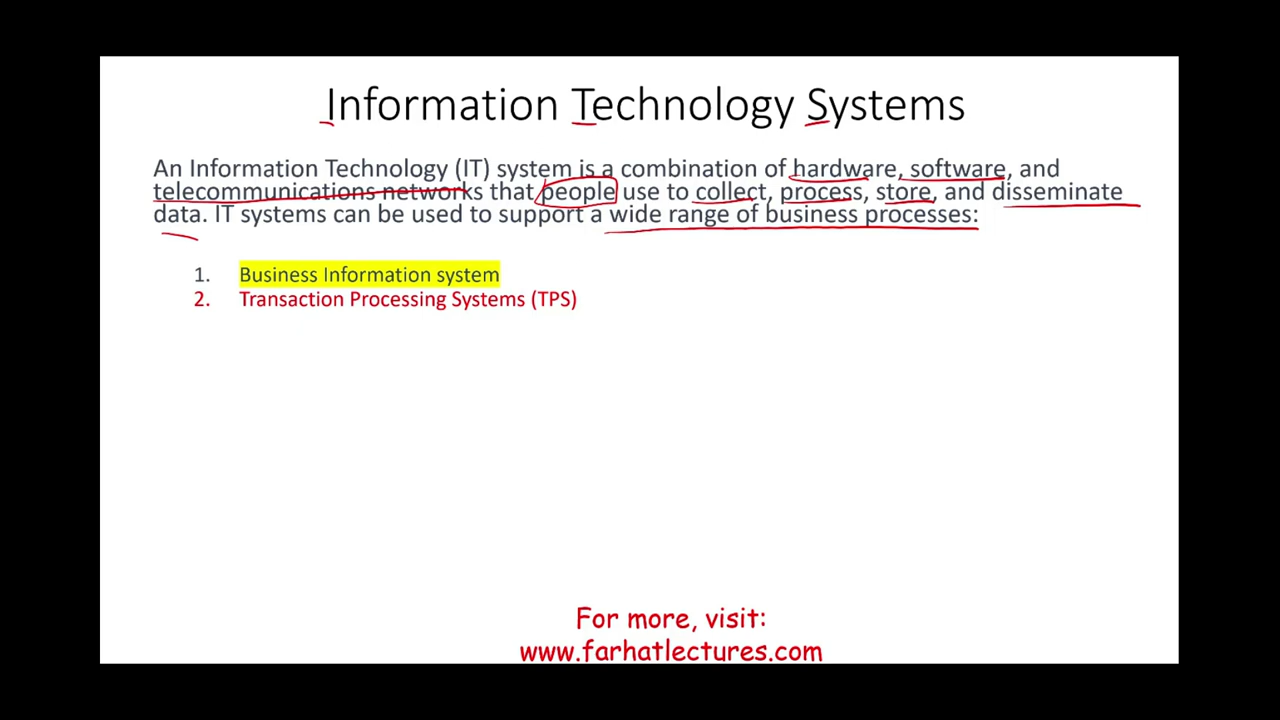 Information Technology Systems
An Information Technology (IT) system is a combination of hardware, software, and
telecommunications networks that people use to collect, process, store, and disseminate
data. IT systems can be used to support a wide range of business processes:
1. Business Information system
2. Transaction Processing Systems (TPS)
For more, visit:
www.farhatlectures.com